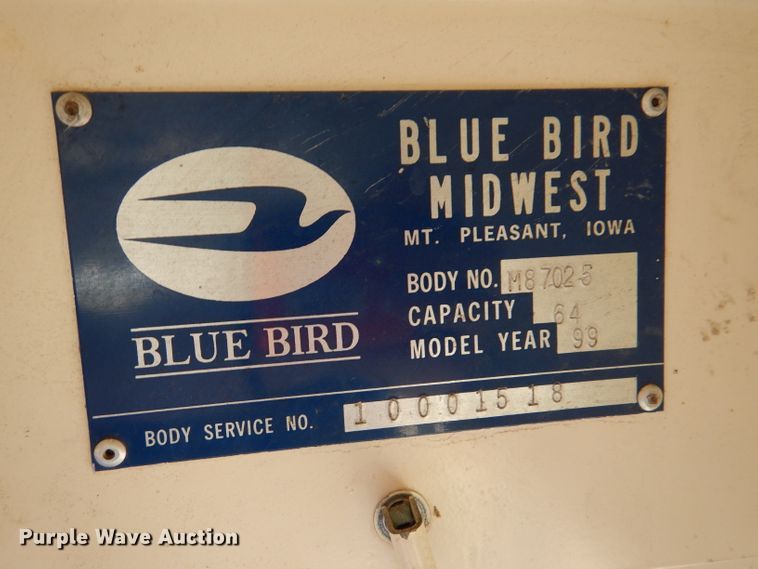 BLUE BIRD
MIDWEST
MT. PLEASANT, IOWA
BODY NO. M87025
CAPACITY 64
MODEL YEAR 99
BLUE BIRD
BODY SERVICE NO. 10001518
Purple Wave Auction